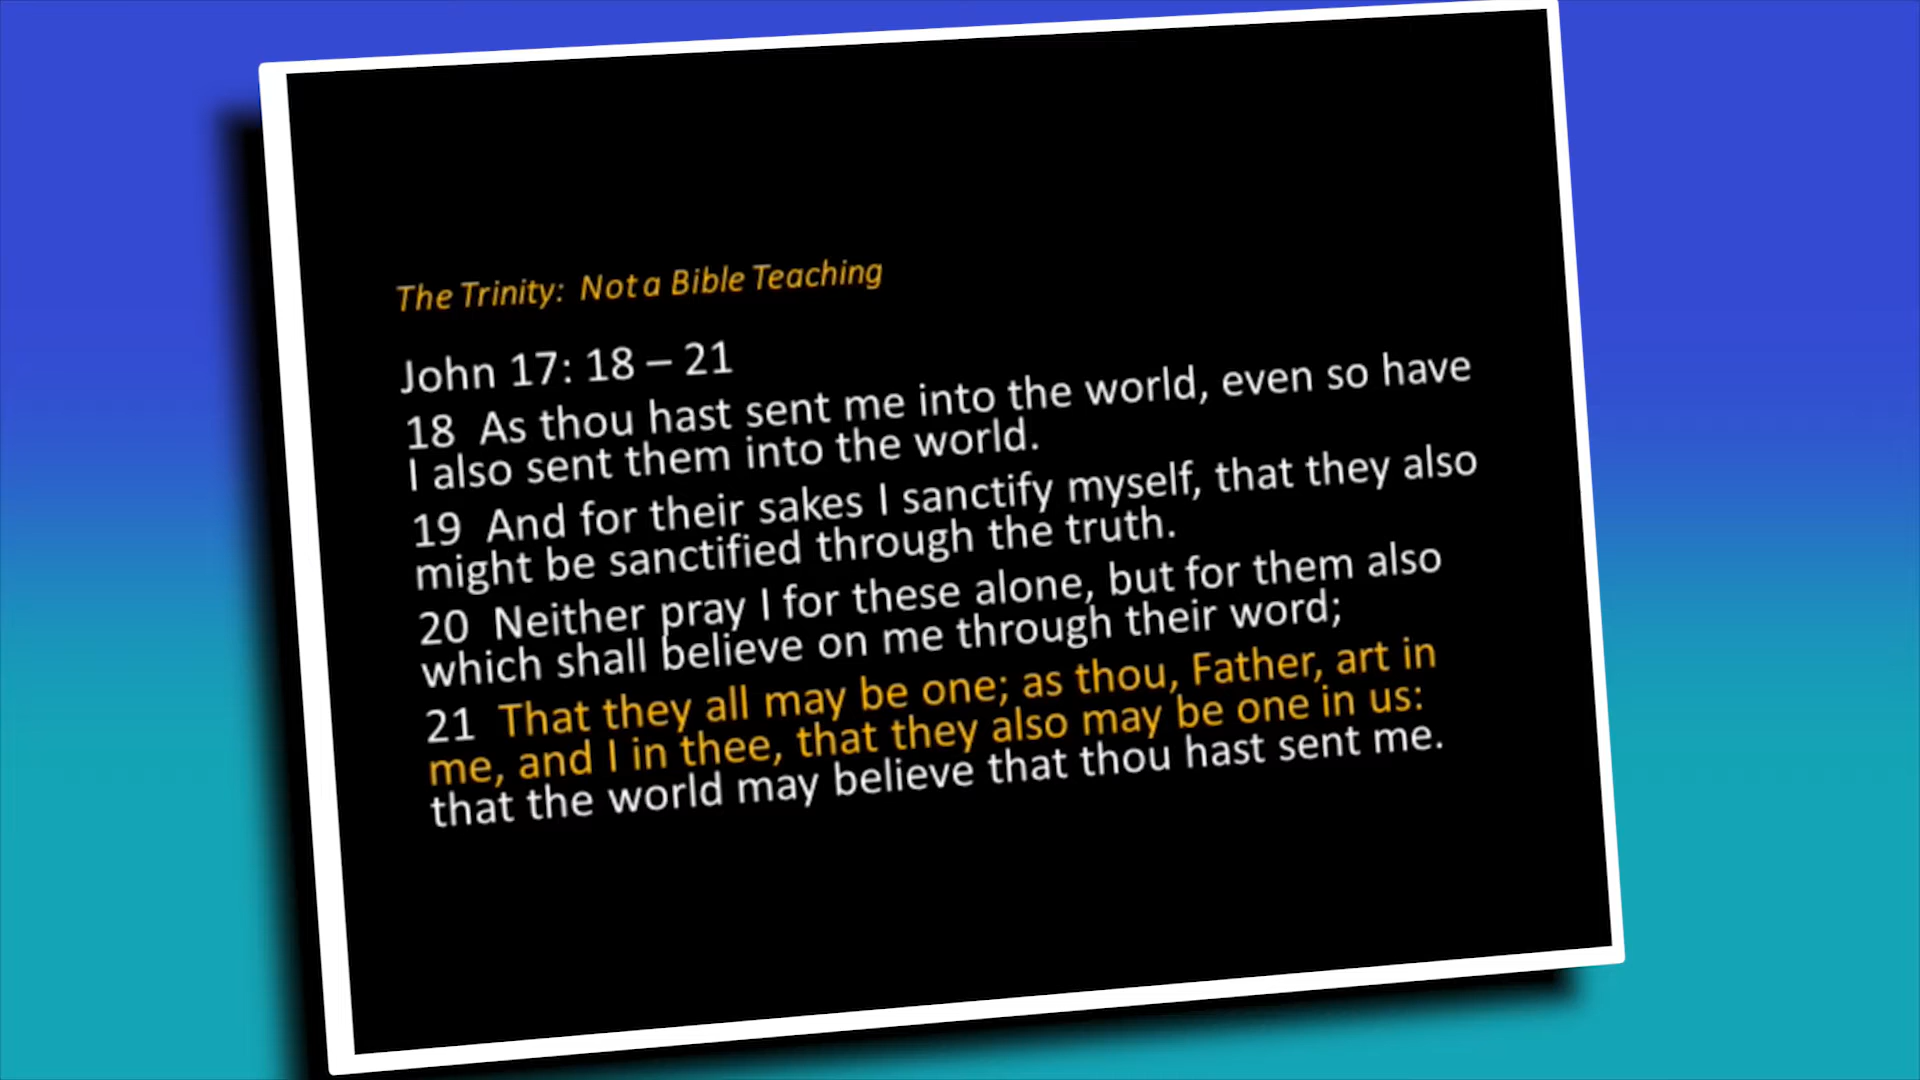 The Trinity: Not a Bible Teaching
John 17: 18 – 21
18 As thou hast sent me into the world, even so have
I also sent them into the world.
19 And for their sakes I sanctify myself, that they also
might be sanctified through the truth.
20 Neither pray I for these alone, but for them also
which shall believe on me through their word;
21 That they all may be one; as thou, Father, art in
me, and I in thee, that they also may be one in us:
that the world may believe that thou hast sent me.